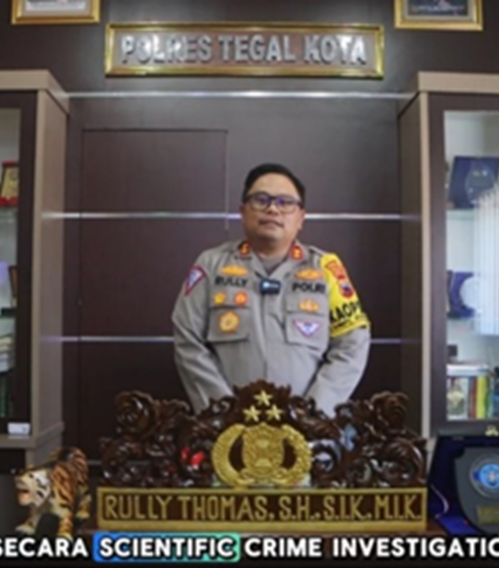 POLRES TEGAL KOTA
RULLY
POLRI
RULLY THOMAS, S.H., S.I.K., M.I.K.
SECARA SCIENTIFIC CRIME INVESTIGATIO